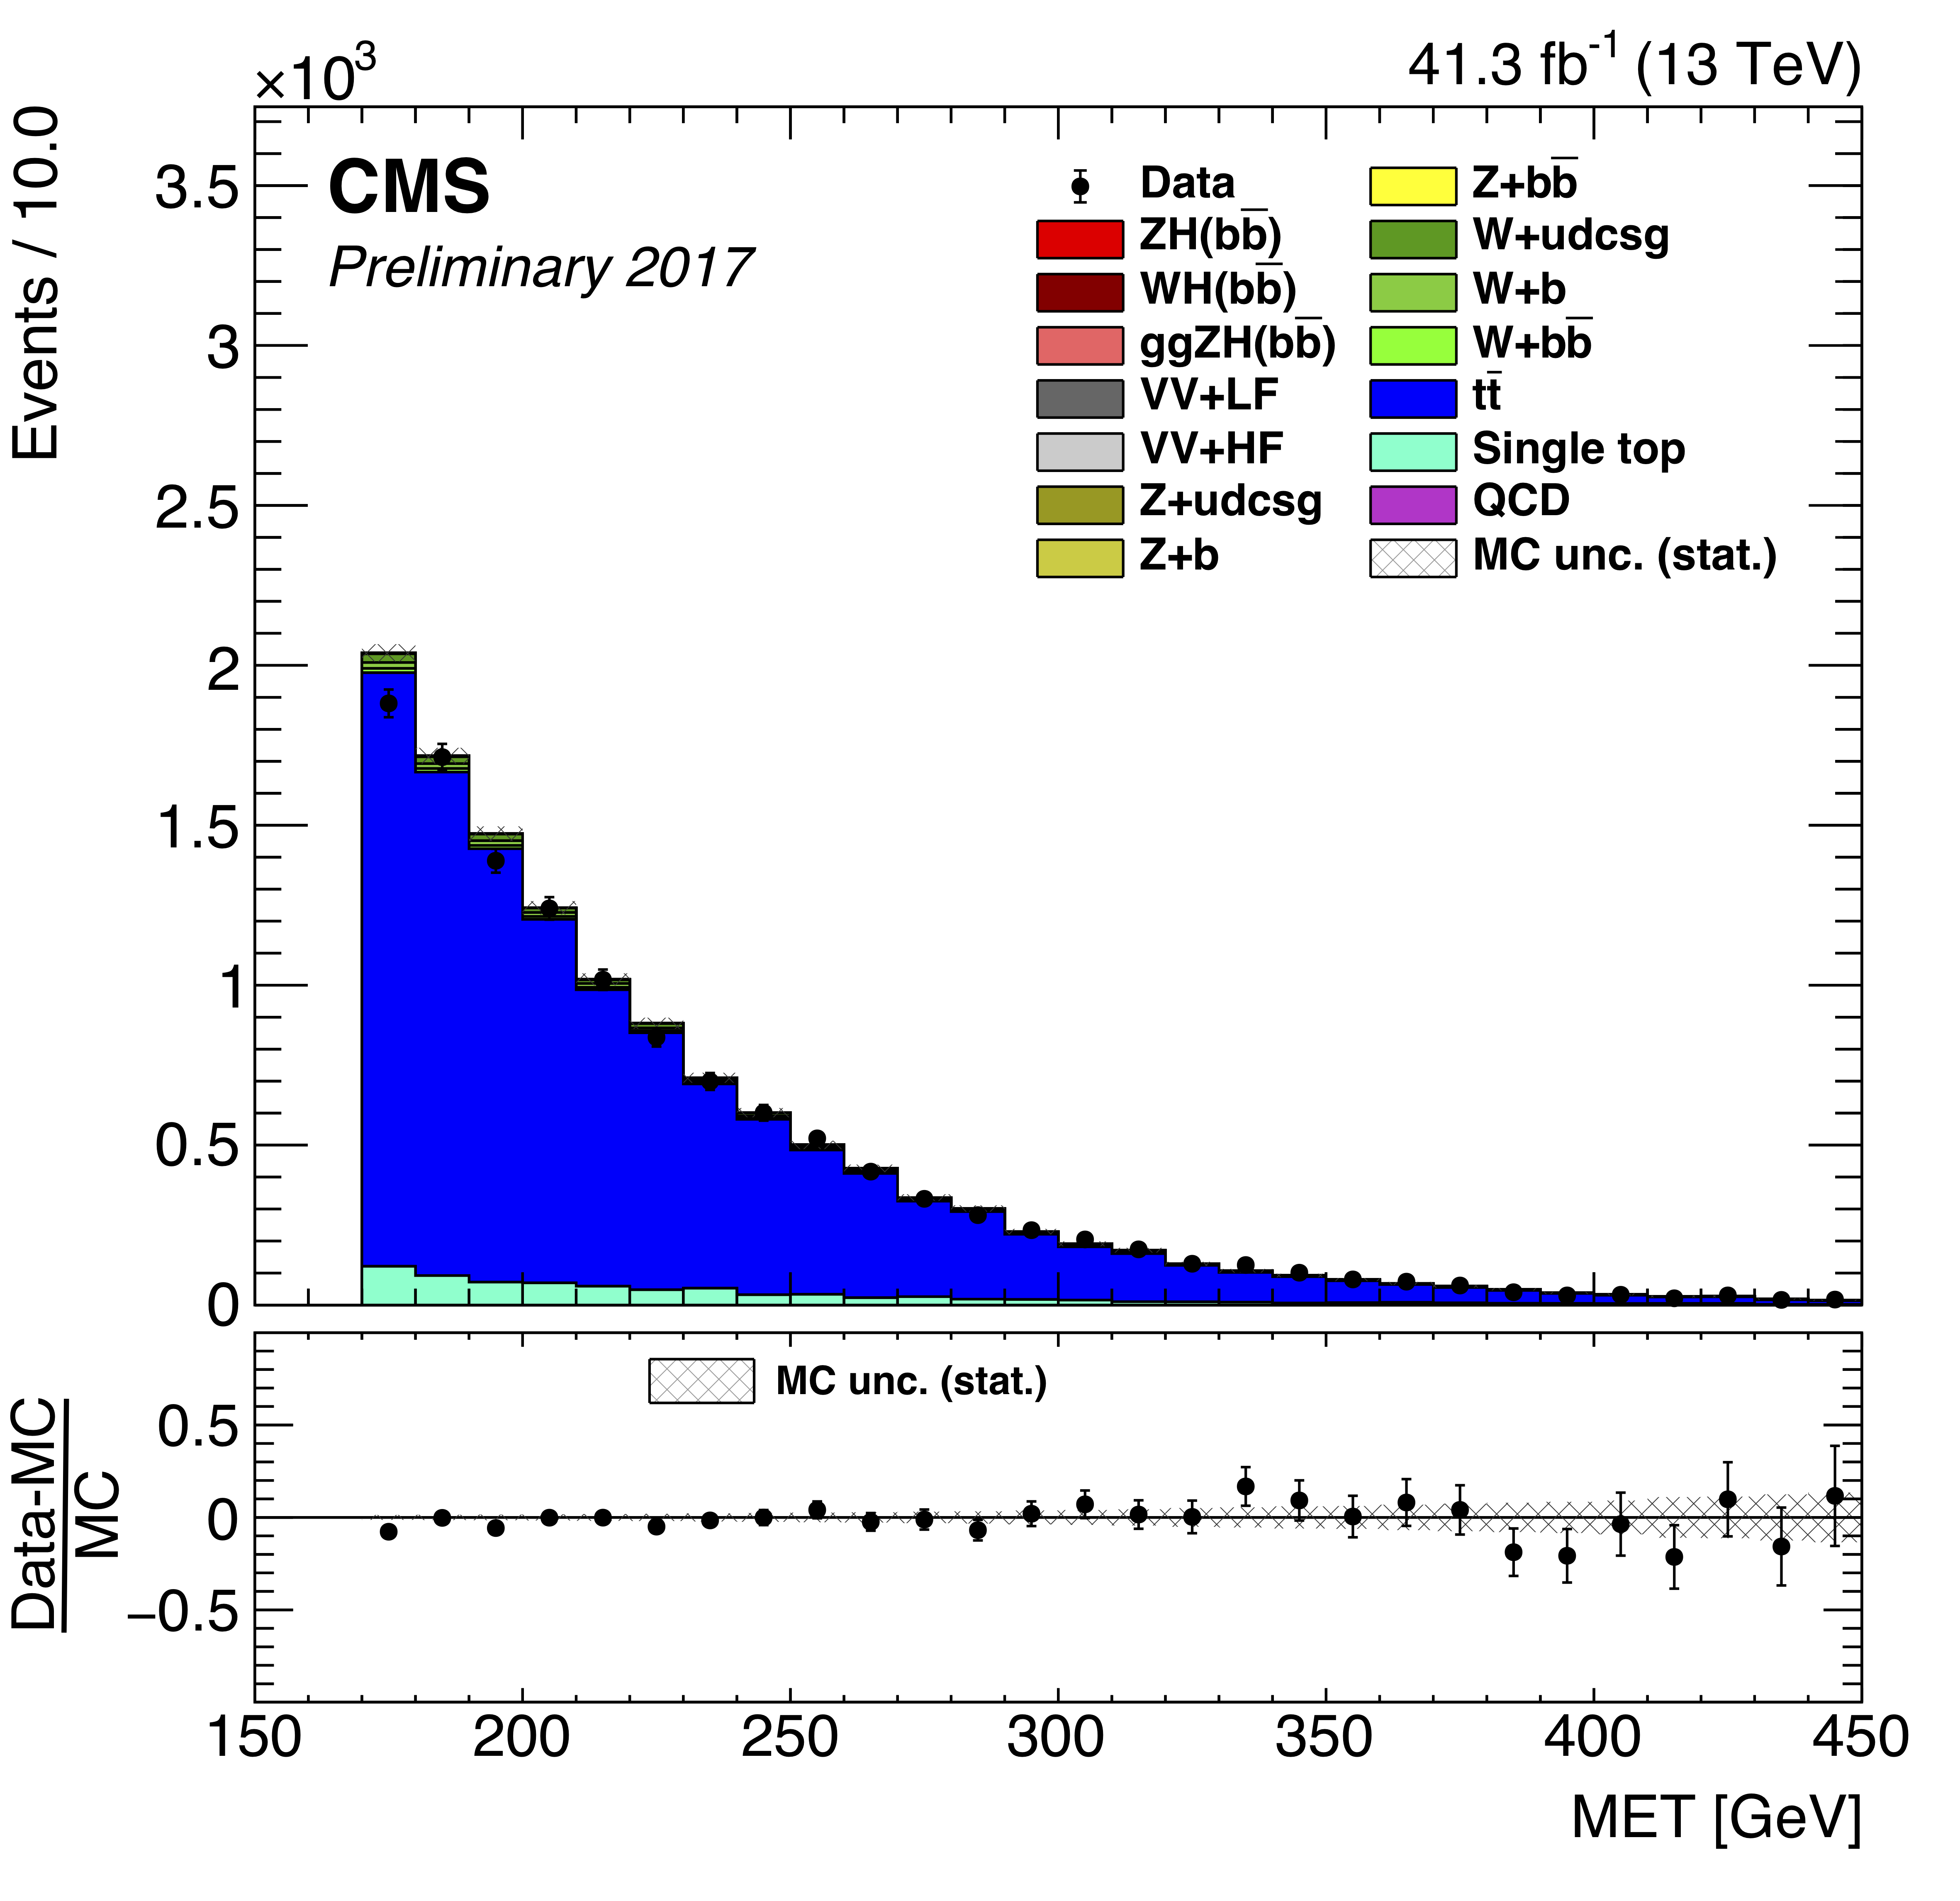 ×10³
41.3 fb⁻¹ (13 TeV)
Events / 10.0
CMS
Preliminary 2017
Data
ZH(bb̅)
WH(bb̅)
ggZH(bb̅)
VV+LF
VV+HF
Z+udcsg
Z+b
Z+bb̅
W+udcsg
W+b
W+bb̅
tt̅
Single top
QCD
MC unc. (stat.)
3.5
3
2.5
2
1.5
1
0.5
0
MC unc. (stat.)
Data-MC
MC
0.5
0
−0.5
150 200 250 300 350 400 450
MET [GeV]